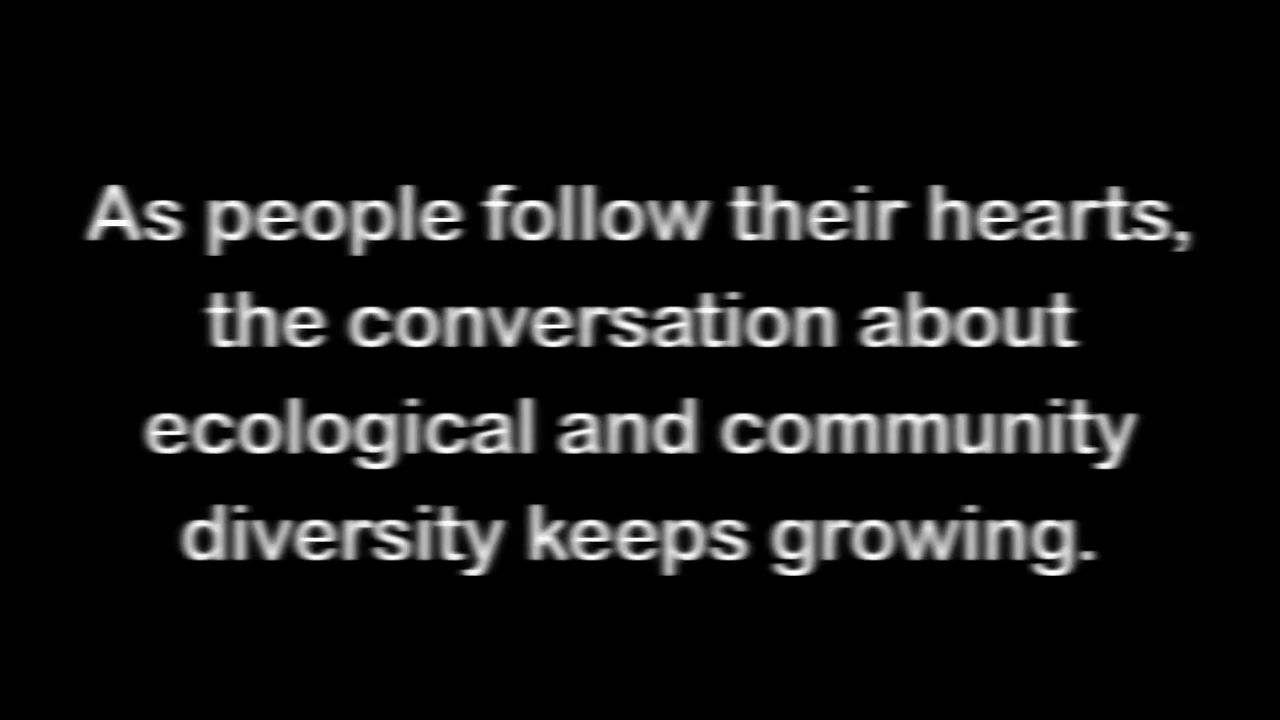 As people follow their hearts,
the conversation about
ecological and community
diversity keeps growing.